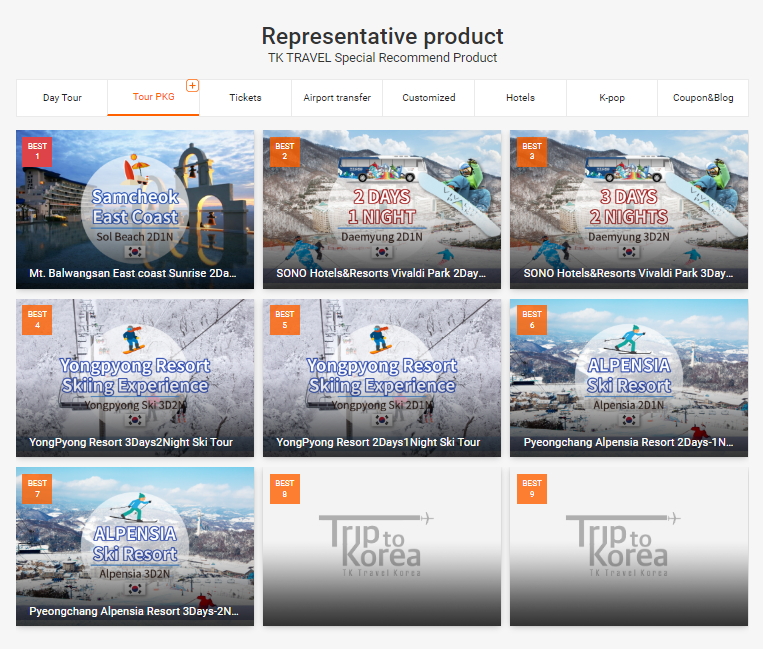 Representative product
TK TRAVEL Special Recommend Product
Day Tour
Tour PKG
+
Tickets
Airport transfer
Customized
Hotels
K-pop
Coupon&Blog
BEST
1
Samcheok
East Coast
Sol Beach 2D1N
Mt. Balwangsan East coast Sunrise 2Da...
BEST
2
2 DAYS
1 NIGHT
Daemyung 2D1N
SONO Hotels&Resorts Vivaldi Park 2Day...
BEST
3
3 DAYS
2 NIGHTS
Daemyung 3D2N
SONO Hotels&Resorts Vivaldi Park 3Day...
BEST
4
Yongpyong Resort
Skiing Experience
Yongpyong Ski 3D2N
YongPyong Resort 3Days2Night Ski Tour
BEST
5
Yongpyong Resort
Skiing Experience
Yongpyong Ski 2D1N
YongPyong Resort 2Days1Night Ski Tour
BEST
6
ALPENSIA
Ski Resort
Alpensia 2D1N
Pyeongchang Alpensia Resort 2Days-1N...
BEST
7
ALPENSIA
Ski Resort
Alpensia 3D2N
Pyeongchang Alpensia Resort 3Days-2N...
BEST
8
Trip to
Korea
TK Travel Korea
BEST
9
Trip to
Korea
TK Travel Korea